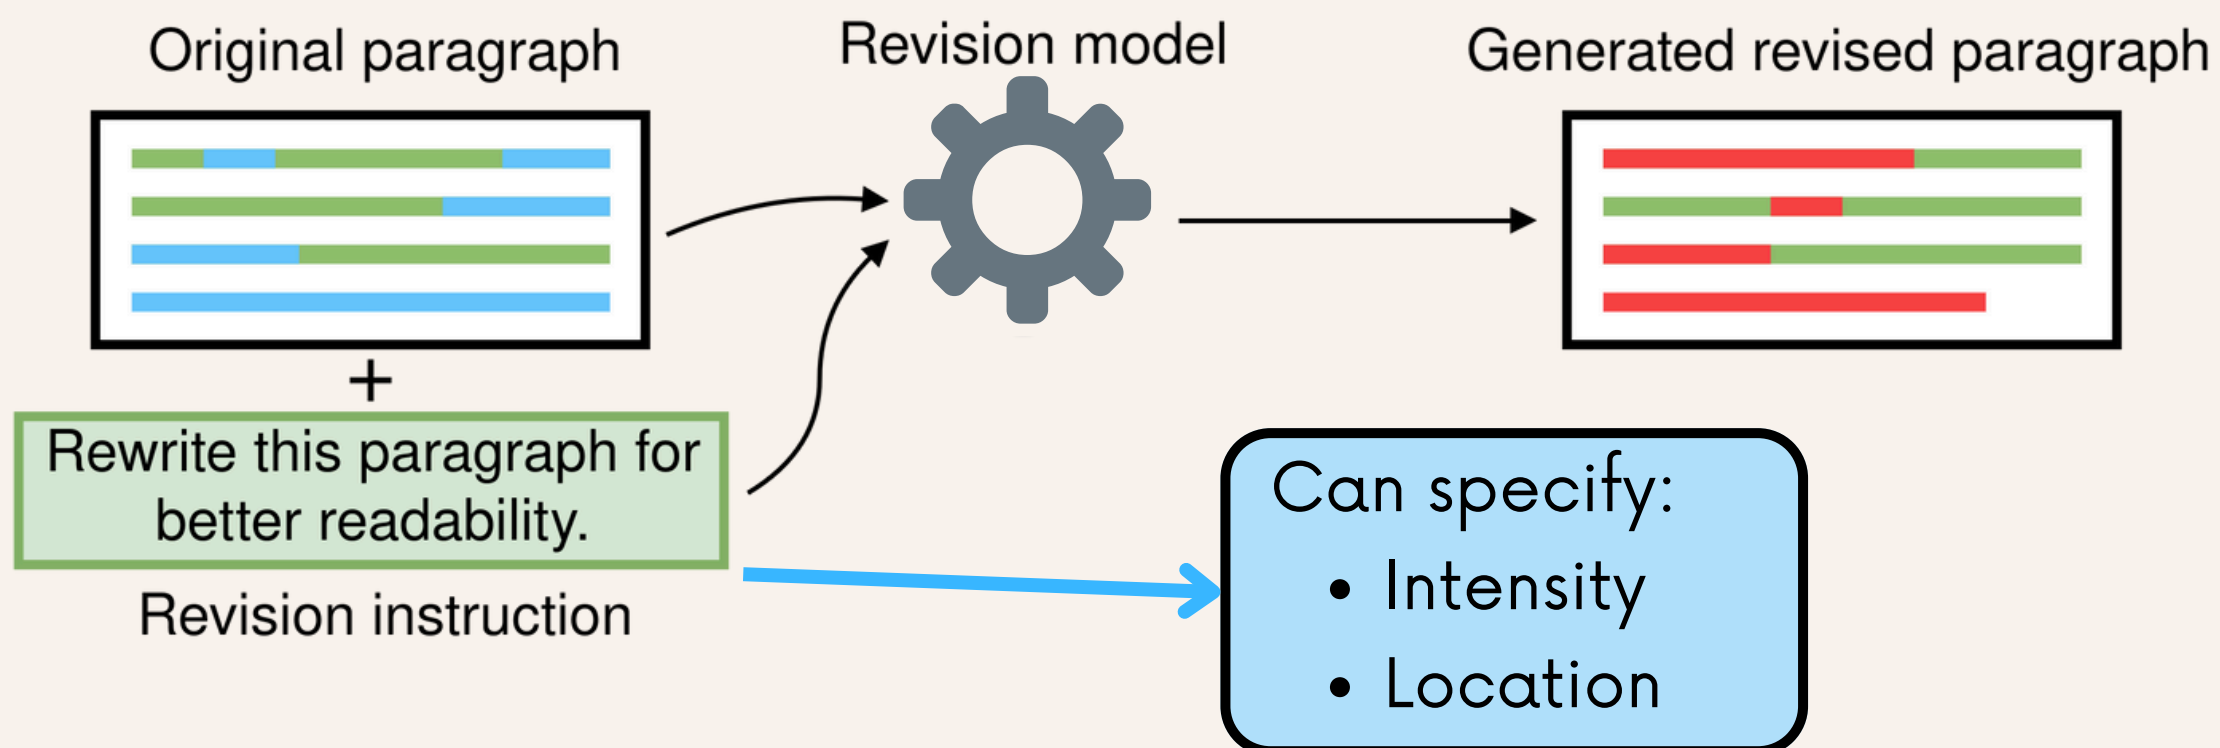 Original paragraph
Revision model
Generated revised paragraph
+
Rewrite this paragraph for
better readability.
Revision instruction
Can specify:
• Intensity
• Location